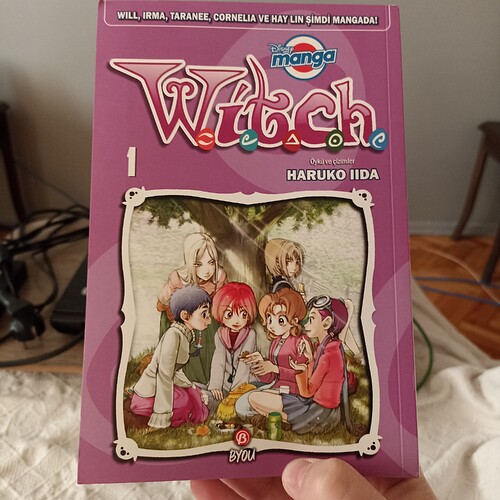 WILL, IRMA, TARANEE, CORNELIA VE HAY LIN ŞİMDİ MANGADA!
Disney
manga
Witch
1
Öykü ve çizimler
HARUKO IIDA
β
BYOU